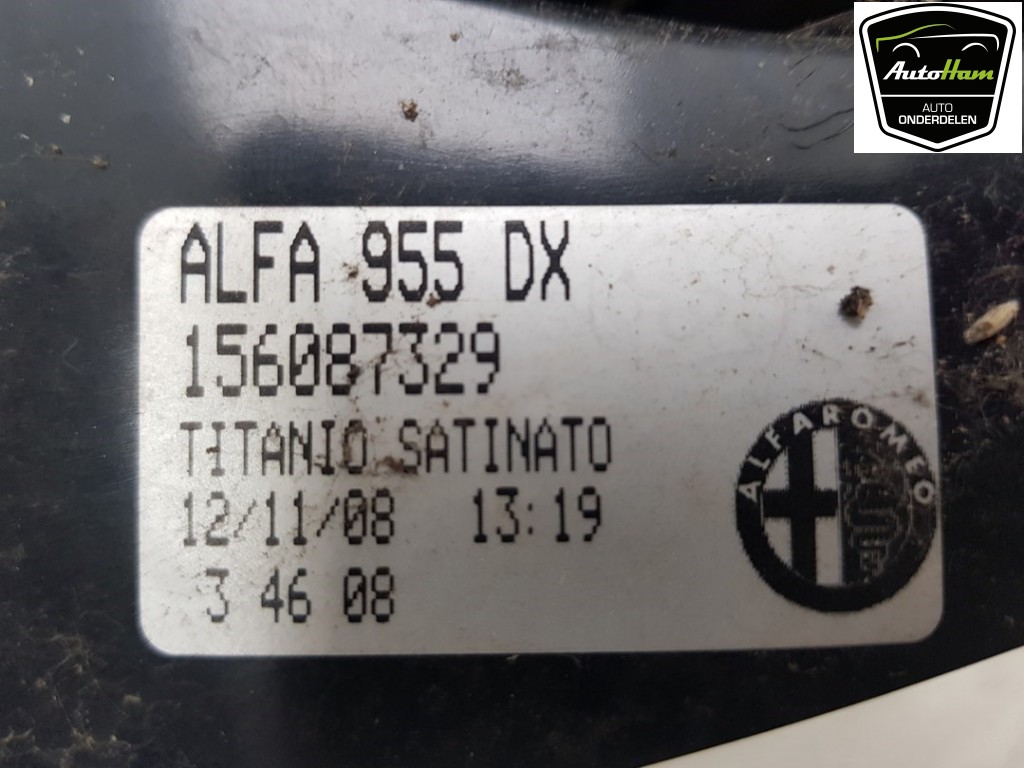 AutoHam
AUTO
ONDERDELEN
ALFA 955 DX
156087329
TITANIO SATINATO
12/11/08 13:19
3 46 08
ALFA ROMEO